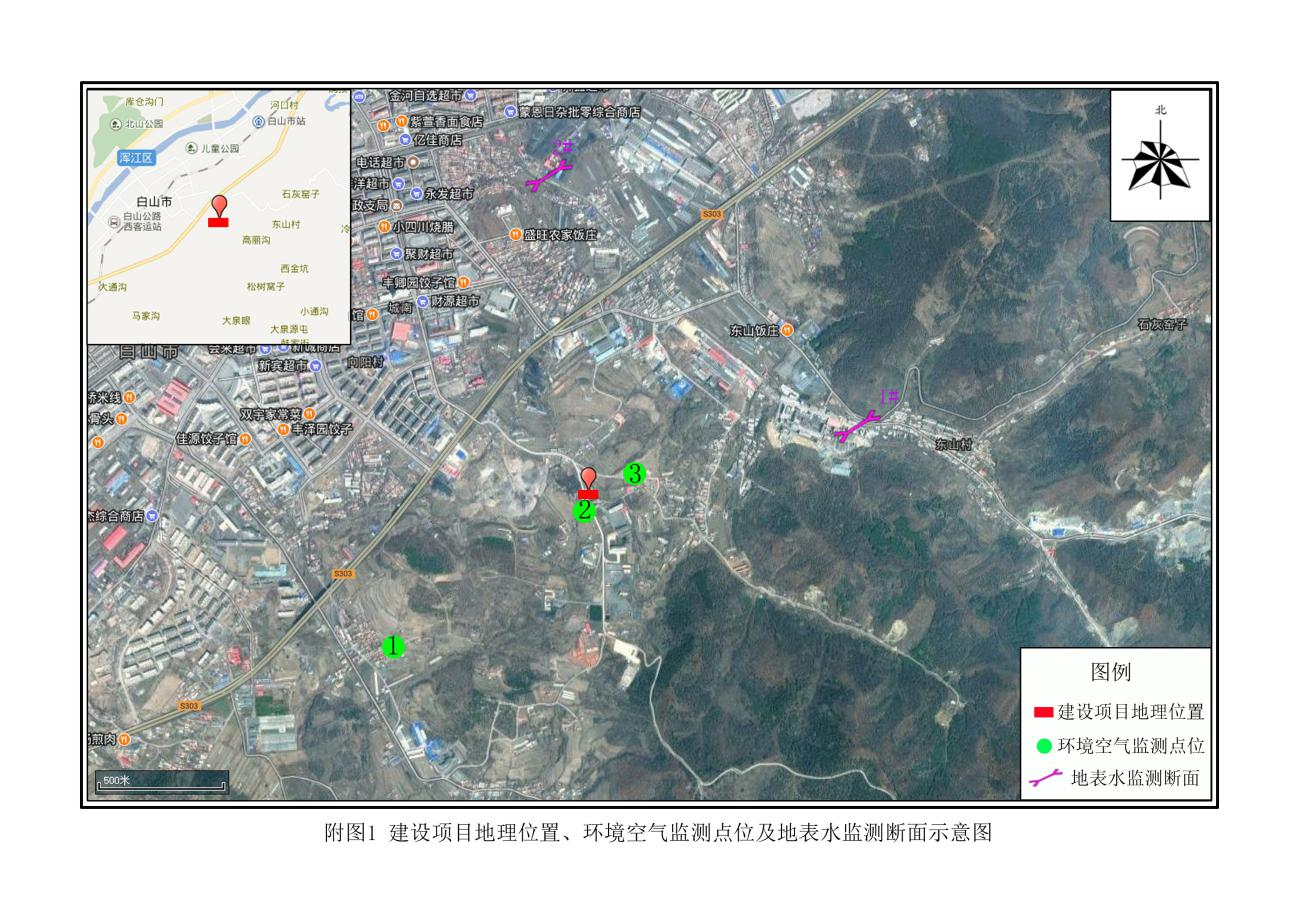 库仓沟门
河口村
北山公园
白山市站
儿童公园
浑江区
石灰窑子
白山市
白山公路
西客运站
东山村
高丽沟
西金坑
大通沟
松树窝子
小通沟
马家沟
大泉眼
大泉源屯
金河自选超市
蒙恩日杂批零综合商店
紫萱香面食店
亿佳商店
电话超市
洋超市
永发超市
政支局
小四川烧腊
盛旺农家饭庄
聚财超市
丰卿园饺子馆
财源超市
城南
馆
S303
北
东山饭庄
石灰窑子
白山市
新诚商店
新宾超市
向阳村
桥米线
骨头
双宇家常菜
丰泽园饺子
佳源饺子馆
杰综合商店
东山村
2#
1#
3
2
1
S303
S303
煎肉
500米
图例
建设项目地理位置
环境空气监测点位
地表水监测断面
附图1 建设项目地理位置、环境空气监测点位及地表水监测断面示意图